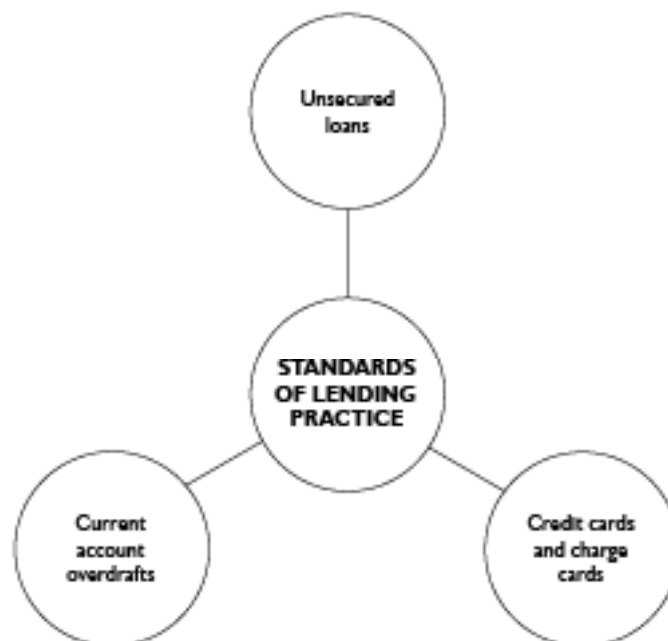 Unsecured
loans
STANDARDS
OF LENDING
PRACTICE
Current
account
overdrafts
Credit cards
and charge
cards